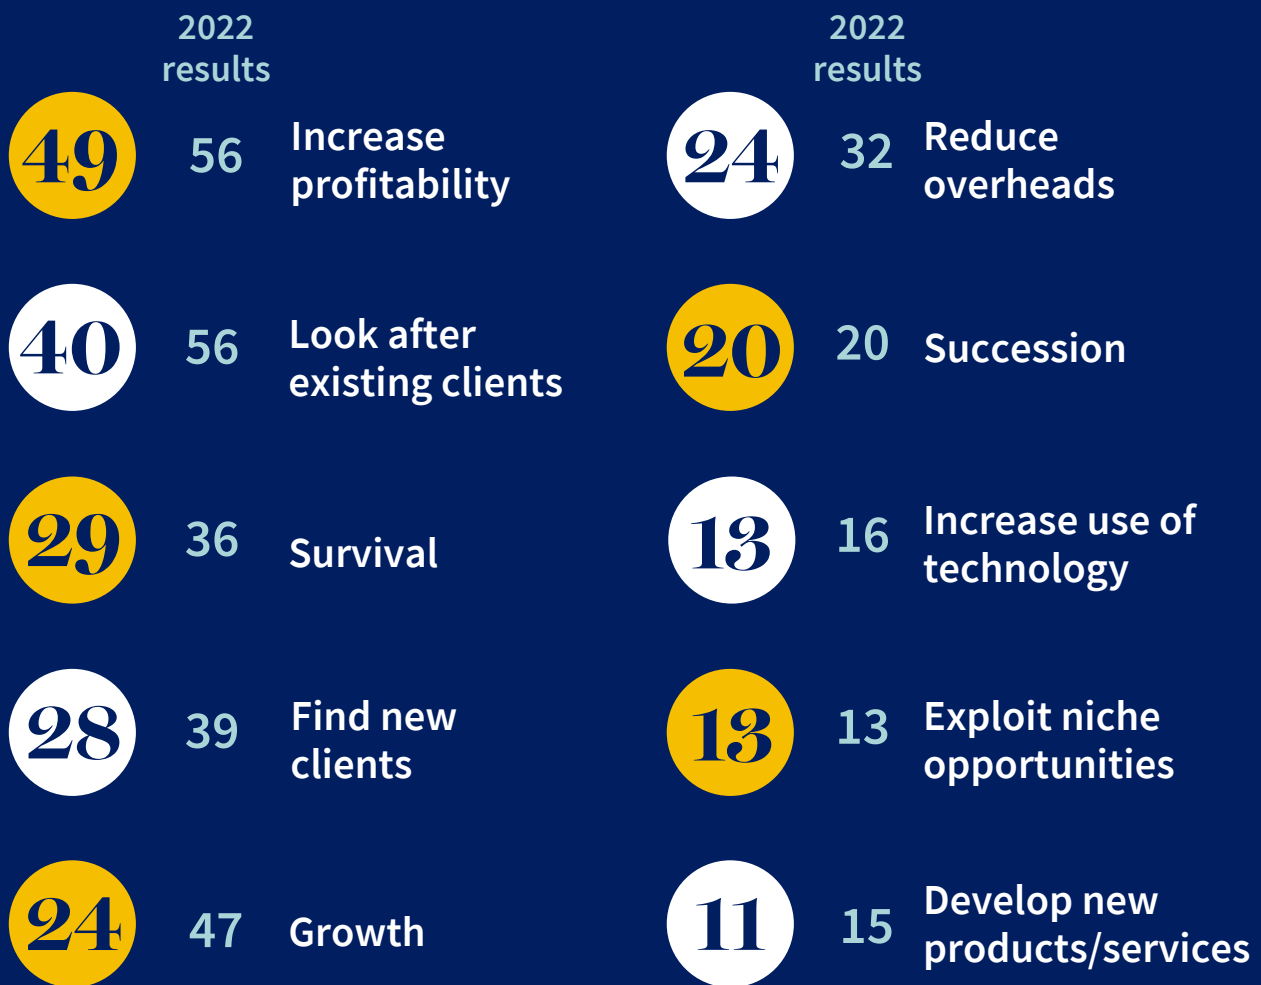 2022
results
49
56
Increase
profitability
40
56
Look after
existing clients
29
36
Survival
28
39
Find new
clients
24
47
Growth
2022
results
24
32
Reduce
overheads
20
20
Succession
13
16
Increase use of
technology
13
13
Exploit niche
opportunities
11
15
Develop new
products/services